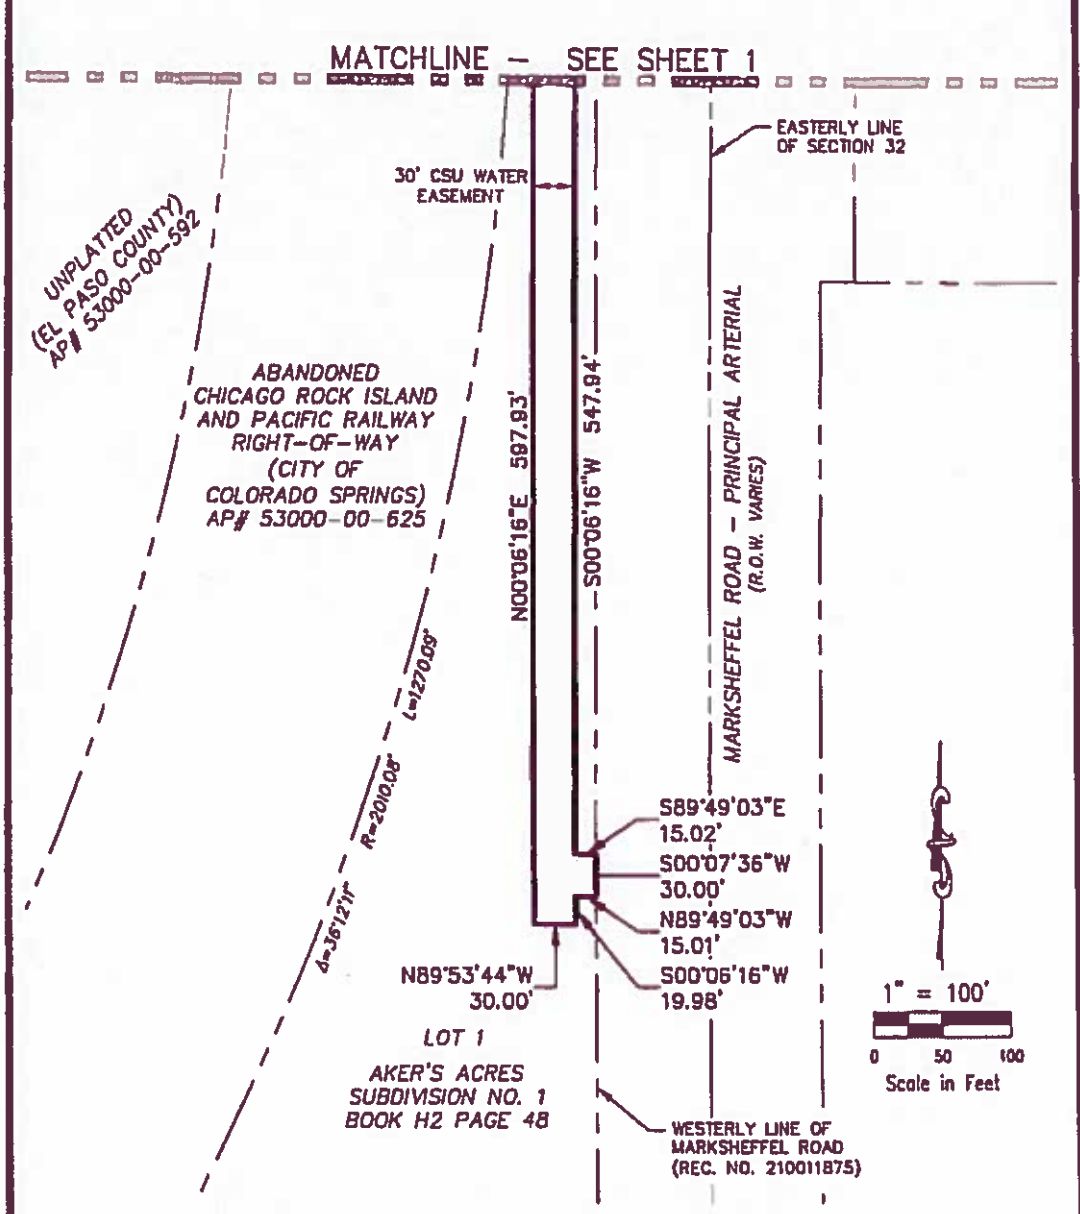 MATCHLINE - SEE SHEET 1
EASTERLY LINE
OF SECTION 32
30' CSU WATER
EASEMENT
UNPLATTED
(EL PASO COUNTY)
AP# 53000-00-592
ABANDONED
CHICAGO ROCK ISLAND
AND PACIFIC RAILWAY
RIGHT-OF-WAY
(CITY OF
COLORADO SPRINGS)
AP# 53000-00-625
N00°06'16"E 597.93'
S00°06'16"W 547.94'
MARKSHEFFEL ROAD - PRINCIPAL ARTERIAL
(R.O.W. VARIES)
L=1270.09'
R=2010.08'
Δ=36°12'11"
S89°49'03"E
15.02'
S00°07'36"W
30.00'
N89°49'03"W
15.01'
S00°06'16"W
19.98'
N89°53'44"W
30.00'
LOT 1
AKER'S ACRES
SUBDIVISION NO. 1
BOOK H2 PAGE 48
1" = 100'
0 50 100
Scale in Feet
WESTERLY LINE OF
MARKSHEFFEL ROAD
(REC. NO. 210011875)